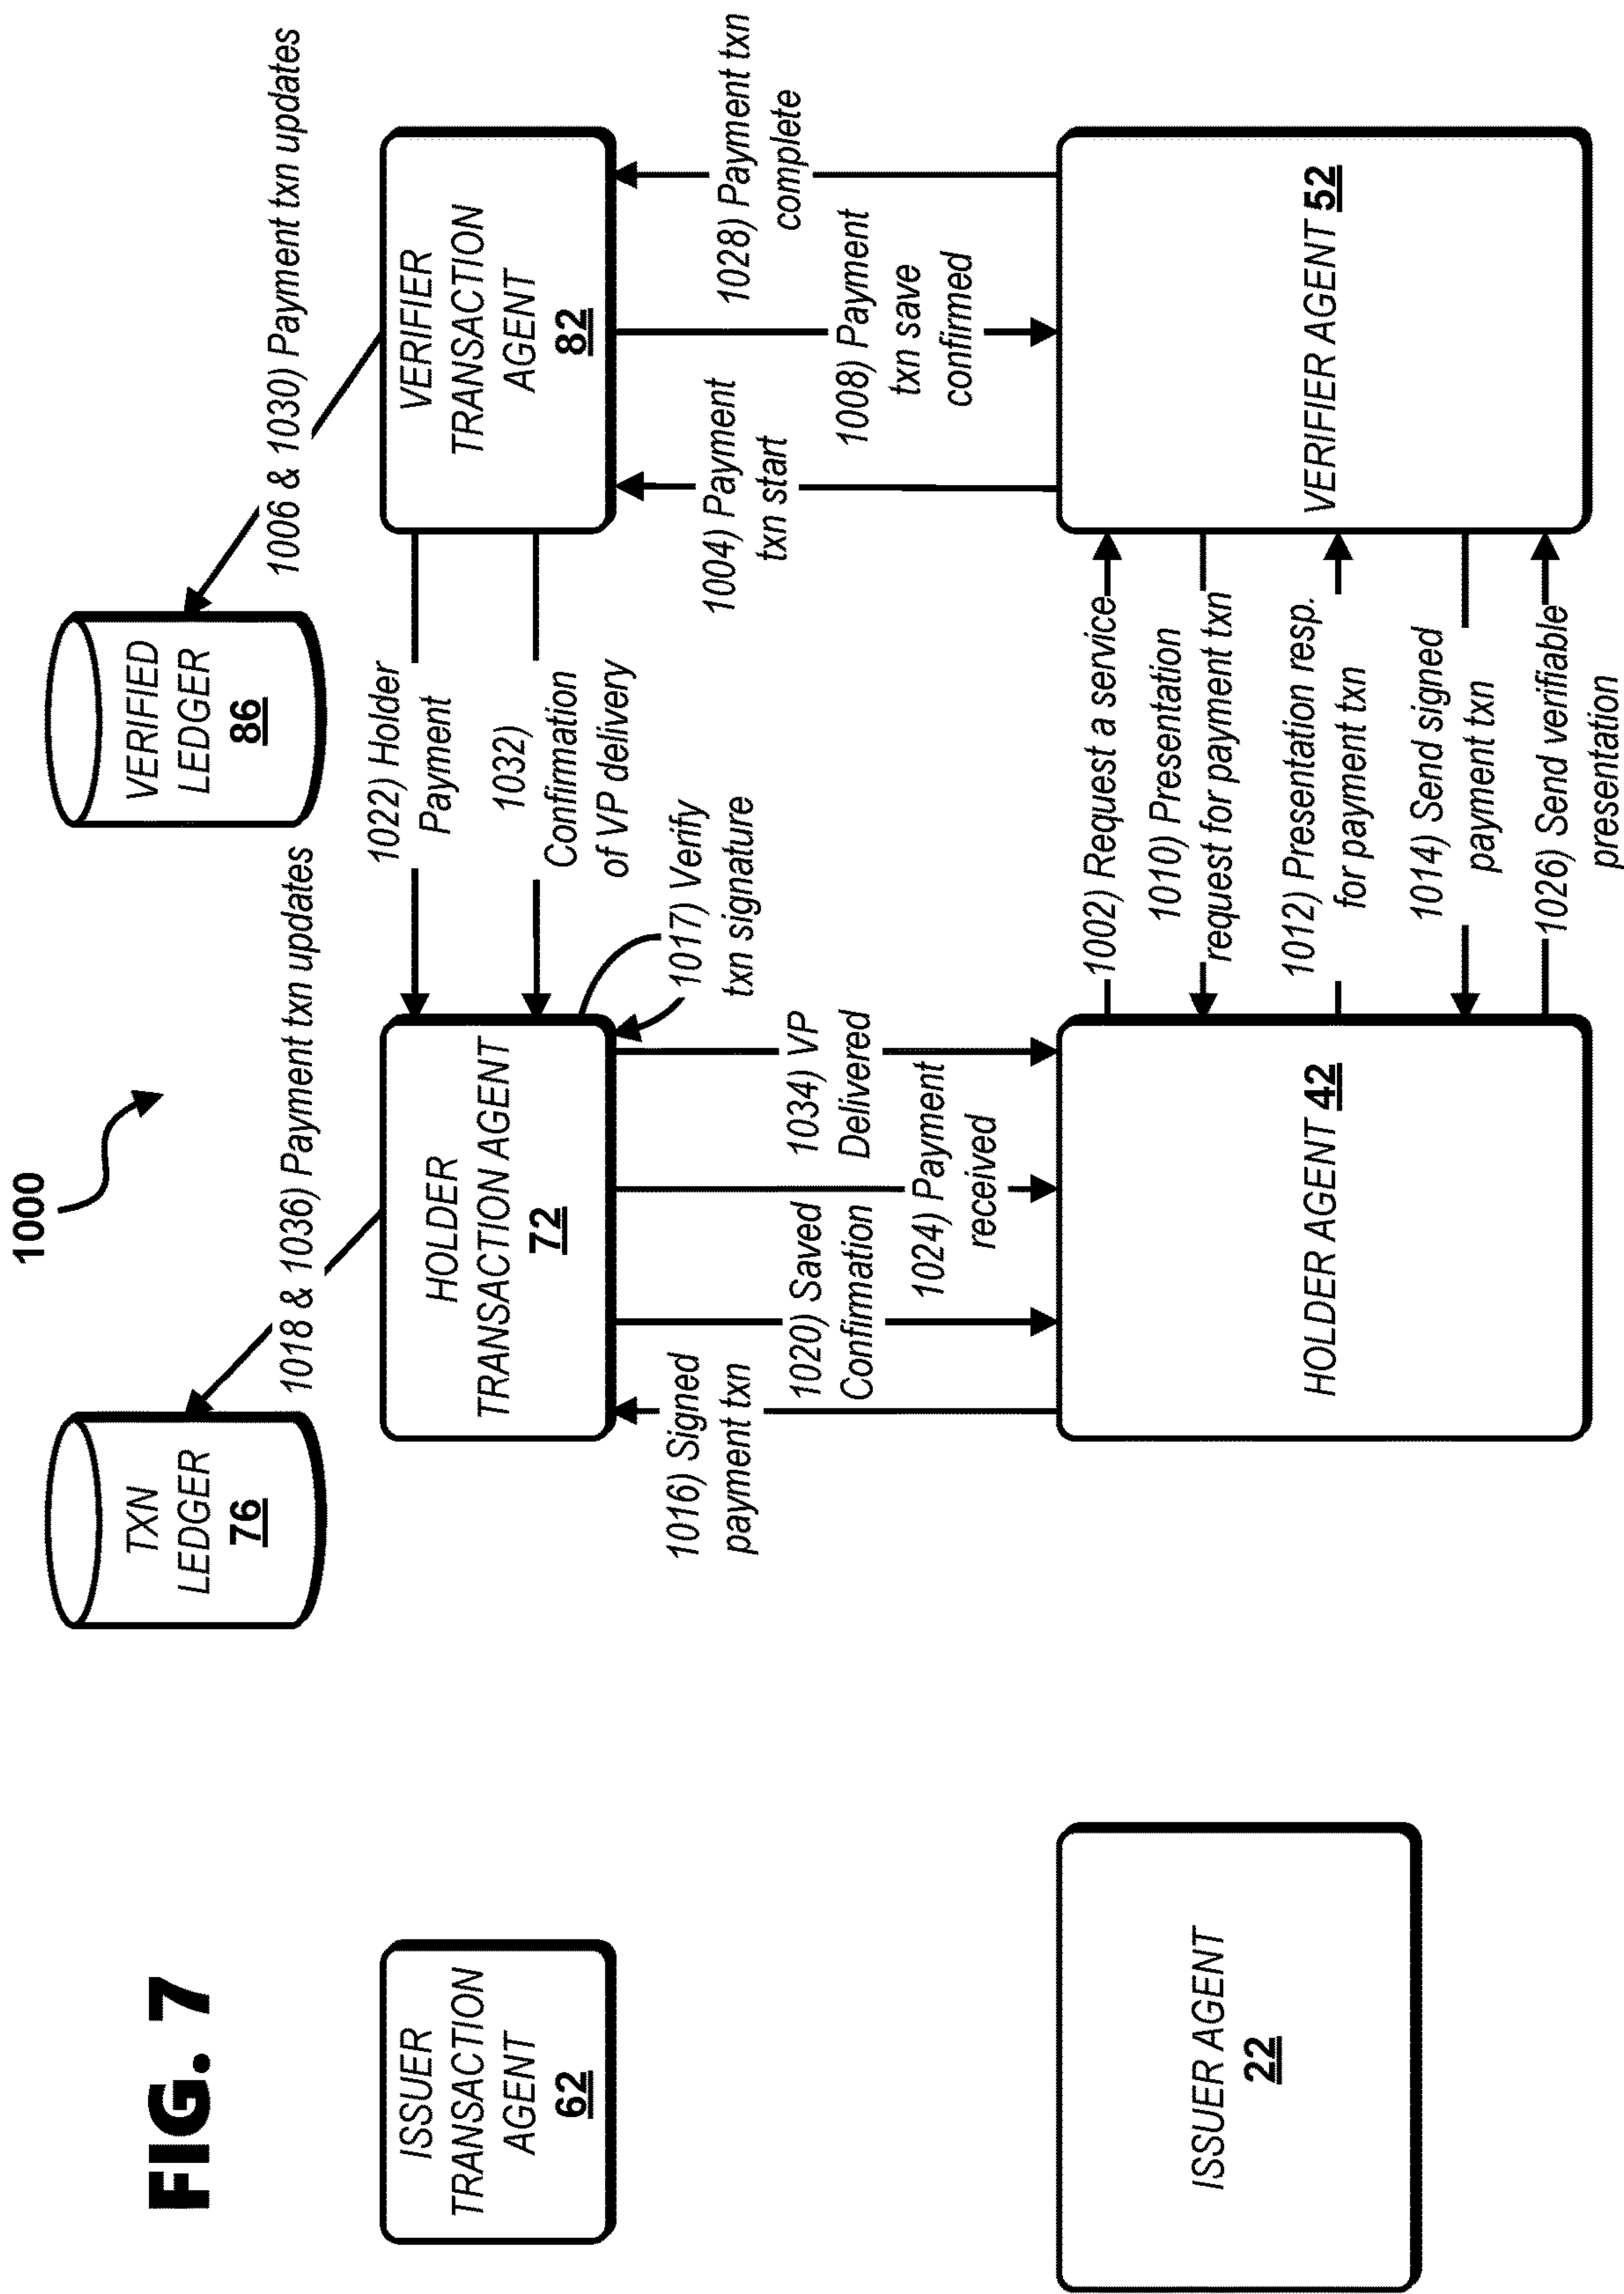 FIG. 7
1000
TXN
LEDGER
76
VERIFIED
LEDGER
86
1018 & 1036) Payment txn updates
1006 & 1030) Payment txn updates
ISSUER
TRANSACTION
AGENT
62
HOLDER
TRANSACTION AGENT
72
1022) Holder
Payment
1032)
Confirmation
of VP delivery
VERIFIER
TRANSACTION
AGENT
82
1017) Verify
txn signature
1016) Signed
payment txn
1020) Saved
Confirmation
1034) VP
Delivered
1024) Payment
received
1004) Payment
txn start
1008) Payment
txn save
confirmed
1028) Payment txn
complete
ISSUER AGENT
22
HOLDER AGENT 42
1002) Request a service
1010) Presentation
request for payment txn
1012) Presentation resp.
for payment txn
1014) Send signed
payment txn
1026) Send verifiable
presentation
VERIFIER AGENT 52